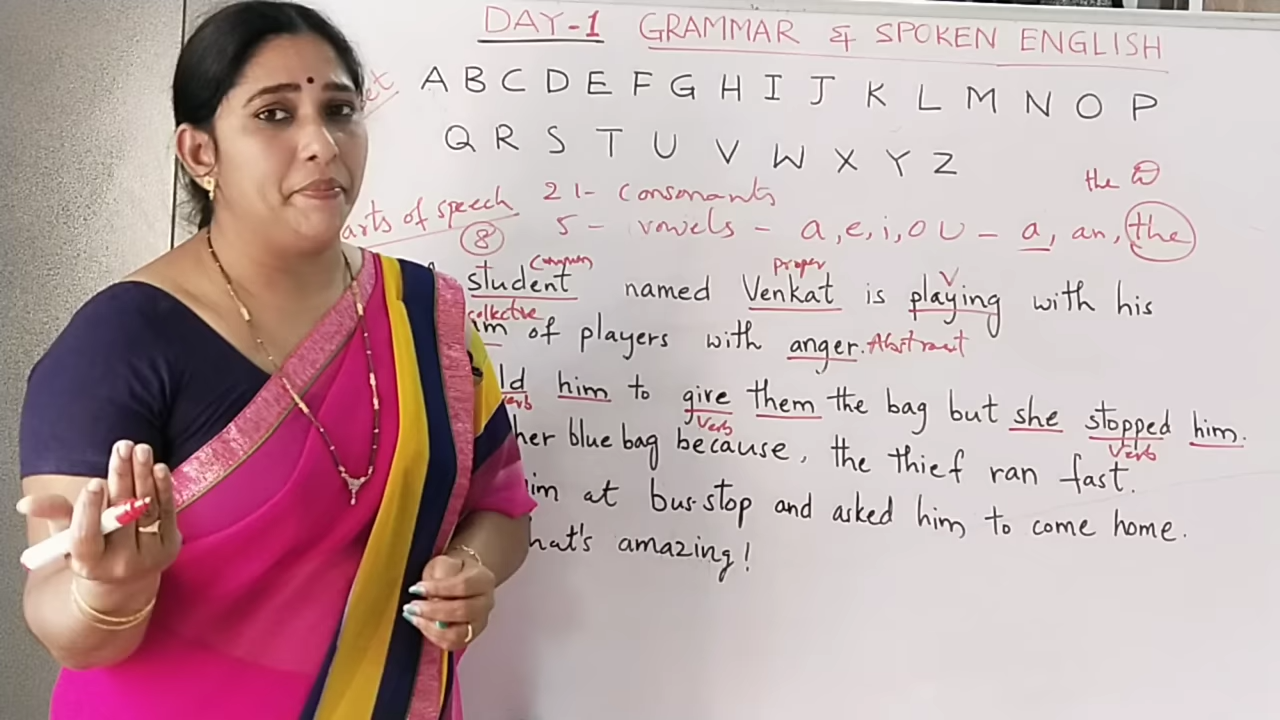 DAY-1 GRAMMAR & SPOKEN ENGLISH
A B C D E F G H I J K L M N O P
Q R S T U V W X Y Z
the
arts of speech 21- Consonants
8 5 - vowels - a, e, i, o U - a, an, the
Common proper V
student named Venkat is playing with his
collective
im of players with anger. Abstract
ld him to give them the bag but she stopped him.
verb Verb Verb
her blue bag because, the thief ran fast.
im at bus-stop and asked him to come home.
hat's amazing!